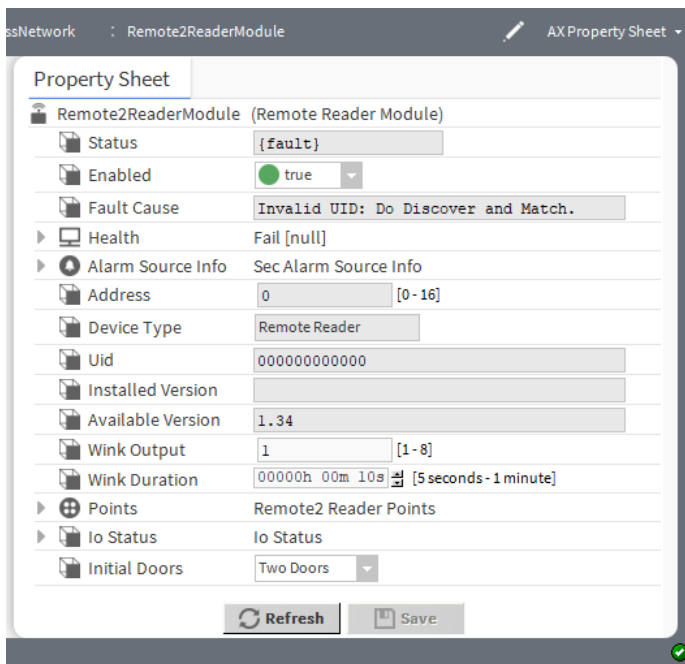 ssNetwork : Remote2ReaderModule AX Property Sheet
Property Sheet
Remote2ReaderModule (Remote Reader Module)
Status {fault}
Enabled true
Fault Cause Invalid UID: Do Discover and Match.
Health Fail [null]
Alarm Source Info Sec Alarm Source Info
Address 0 [0 - 16]
Device Type Remote Reader
Uid 000000000000
Installed Version
Available Version 1.34
Wink Output 1 [1 - 8]
Wink Duration 00000h 00m 10s [5 seconds - 1 minute]
Points Remote2 Reader Points
Io Status Io Status
Initial Doors Two Doors
Refresh Save